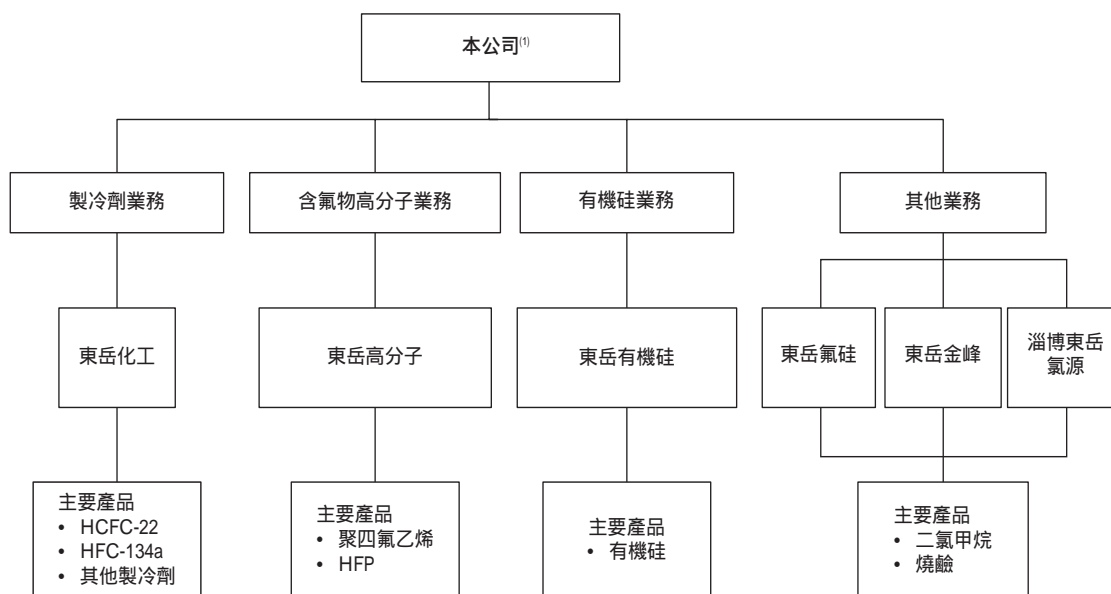 本公司(1)
製冷劑業務
含氟物高分子業務
有機硅業務
其他業務
東岳化工
東岳高分子
東岳有機硅
東岳氟硅
東岳金峰
淄博東岳
氯源
主要產品
• HCFC-22
• HFC-134a
• 其他製冷劑
主要產品
• 聚四氟乙烯
• HFP
主要產品
• 有機硅
主要產品
• 二氯甲烷
• 燒鹼